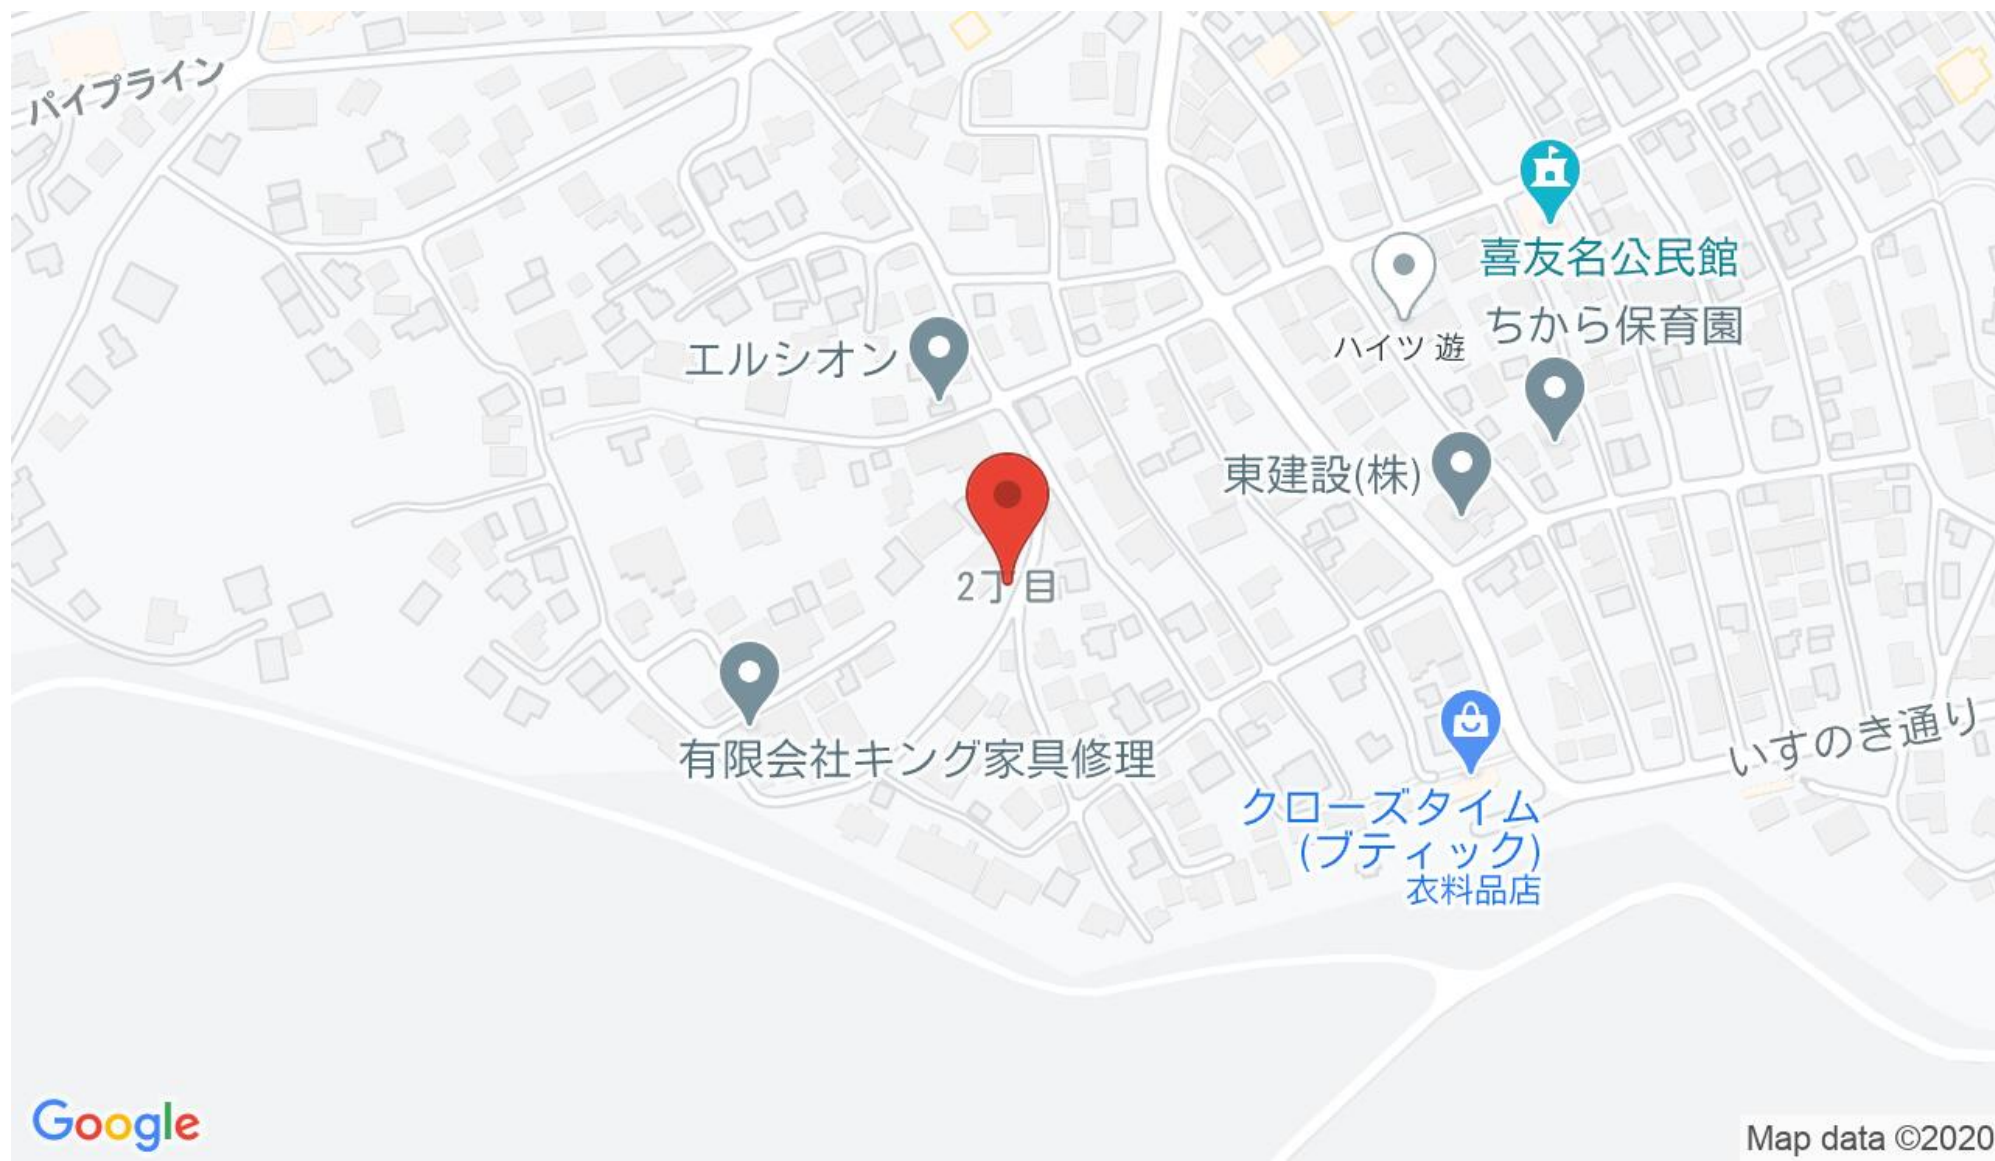 パイプライン
喜友名公民館
ちから保育園
ハイツ 遊
エルシオン
東建設(株)
2丁目
有限会社キング家具修理
いすのき通り
クローズタイム
(ブティック)
衣料品店
Google
Map data ©2020